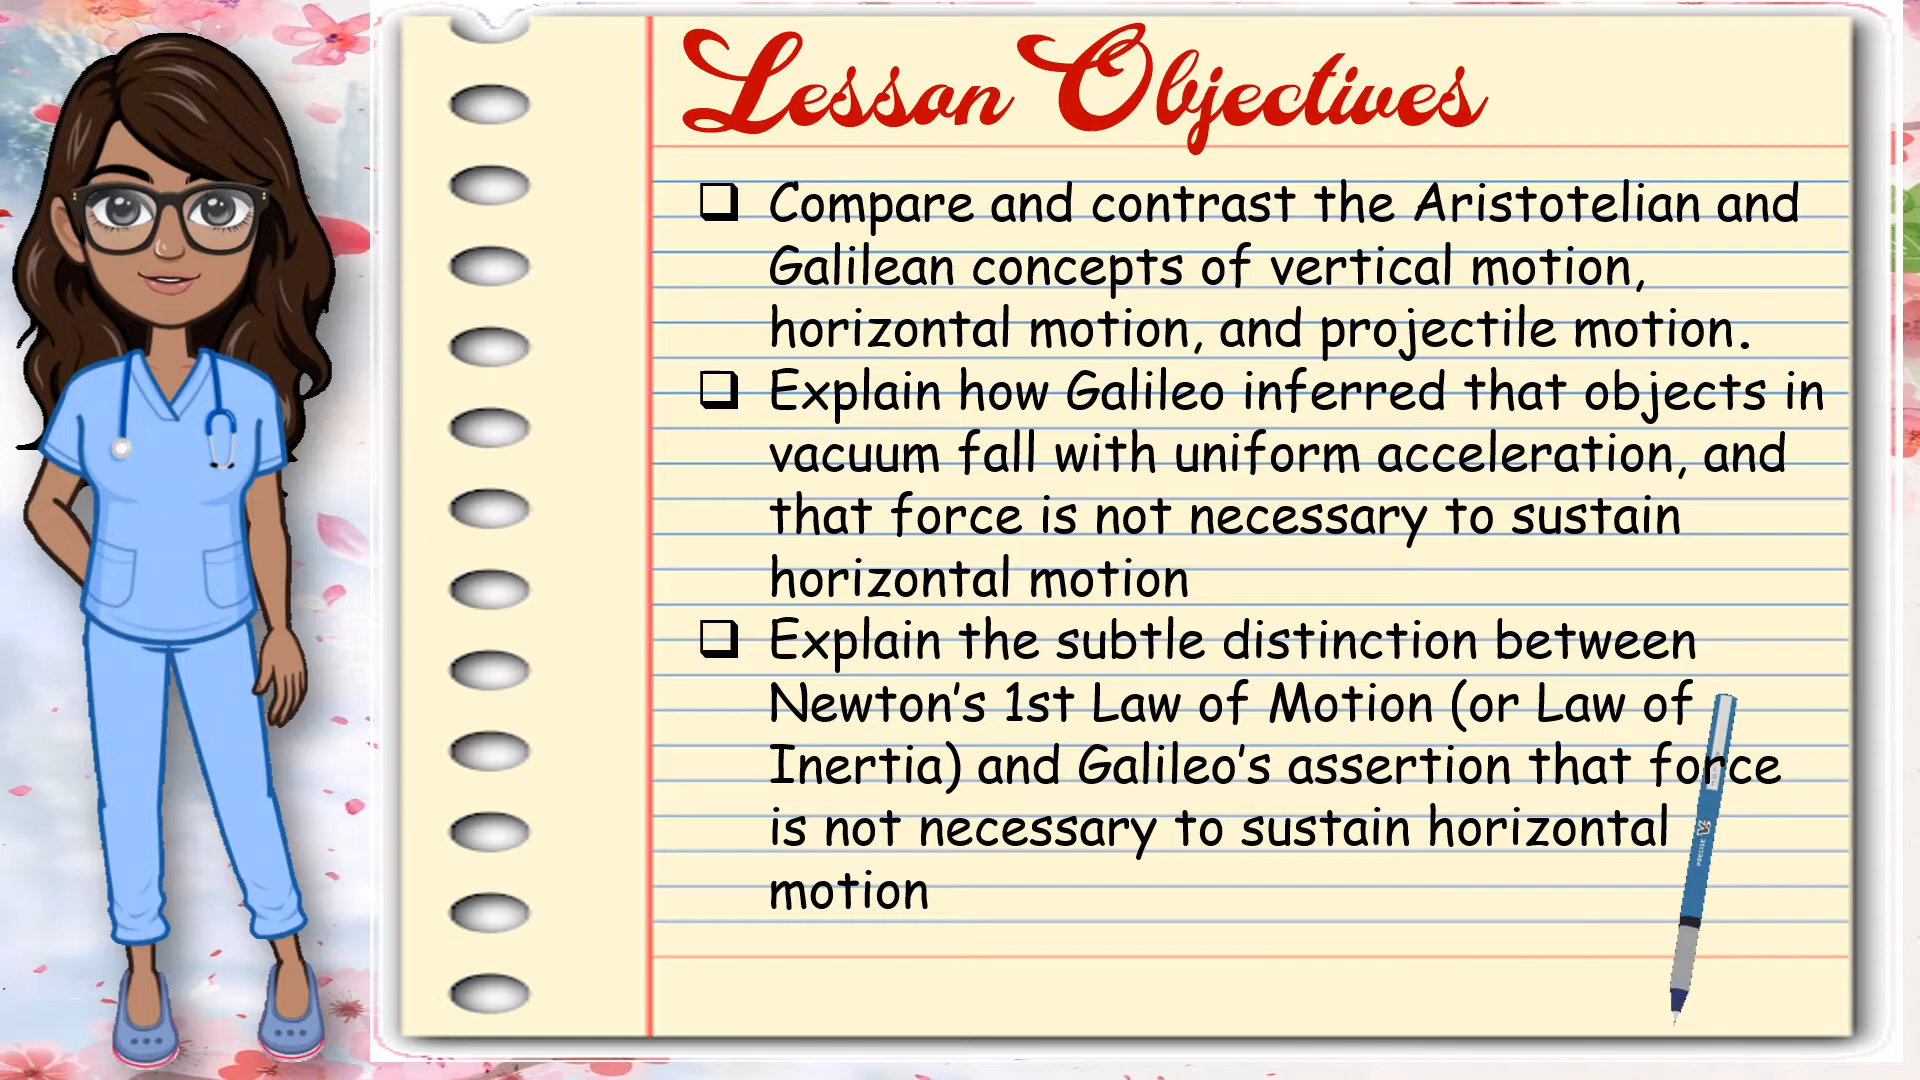 Lesson Objectives
❑ Compare and contrast the Aristotelian and
Galilean concepts of vertical motion,
horizontal motion, and projectile motion.
❑ Explain how Galileo inferred that objects in
vacuum fall with uniform acceleration, and
that force is not necessary to sustain
horizontal motion
❑ Explain the subtle distinction between
Newton’s 1st Law of Motion (or Law of
Inertia) and Galileo’s assertion that force
is not necessary to sustain horizontal
motion
PRECISE V5